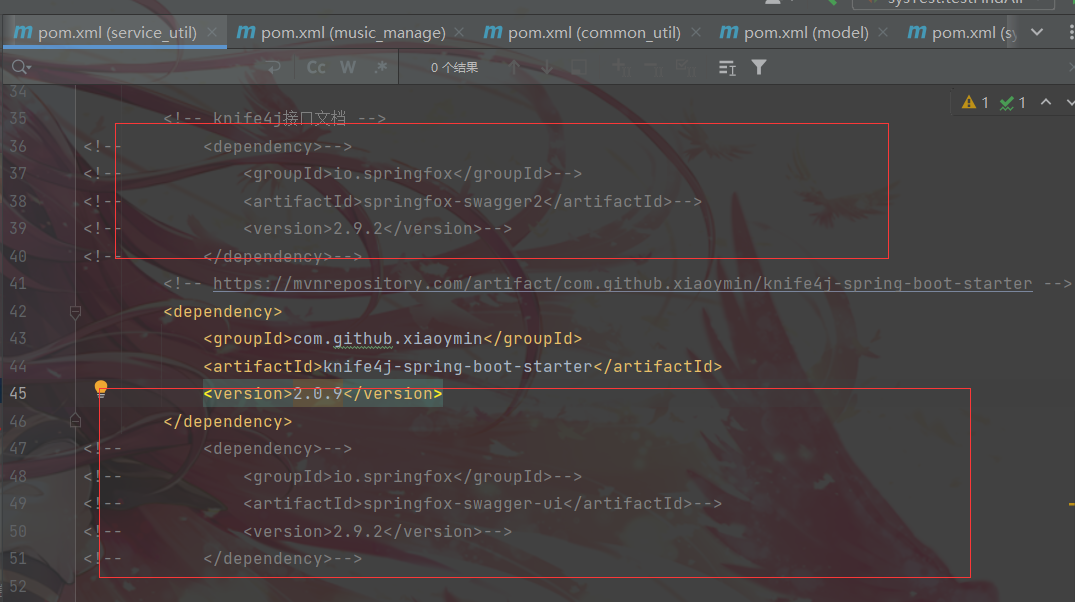 sysTest.testFindAll
pom.xml (service_util) pom.xml (music_manage) pom.xml (common_util) pom.xml (model) pom.xml (sy
Cc W .* 0 个结果
34
35 <!-- knife4j接口文档 --> 1 1
36 <!-- <dependency>-->
37 <!-- <groupId>io.springfox</groupId>-->
38 <!-- <artifactId>springfox-swagger2</artifactId>-->
39 <!-- <version>2.9.2</version>-->
40 <!-- </dependency>-->
41 <!-- https://mvnrepository.com/artifact/com.github.xiaoymin/knife4j-spring-boot-starter -->
42 <dependency>
43 <groupId>com.github.xiaoymin</groupId>
44 <artifactId>knife4j-spring-boot-starter</artifactId>
45 <version>2.0.9</version>
46 </dependency>
47 <!-- <dependency>-->
48 <!-- <groupId>io.springfox</groupId>-->
49 <!-- <artifactId>springfox-swagger-ui</artifactId>-->
50 <!-- <version>2.9.2</version>-->
51 <!-- </dependency>-->
52